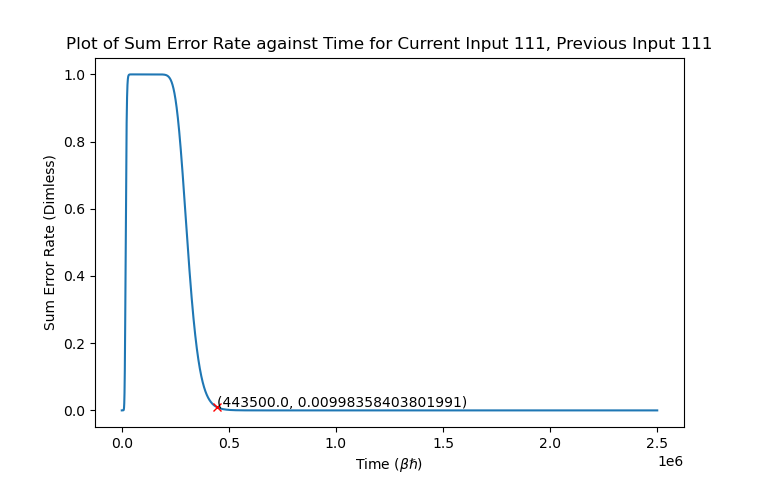 Plot of Sum Error Rate against Time for Current Input 111, Previous Input 111
1.0
0.8
0.6
0.4
0.2
0.0
Sum Error Rate (Dimless)
(443500.0, 0.00998358403801991)
0.0 0.5 1.0 1.5 2.0 2.5
1e6
Time (βħ)